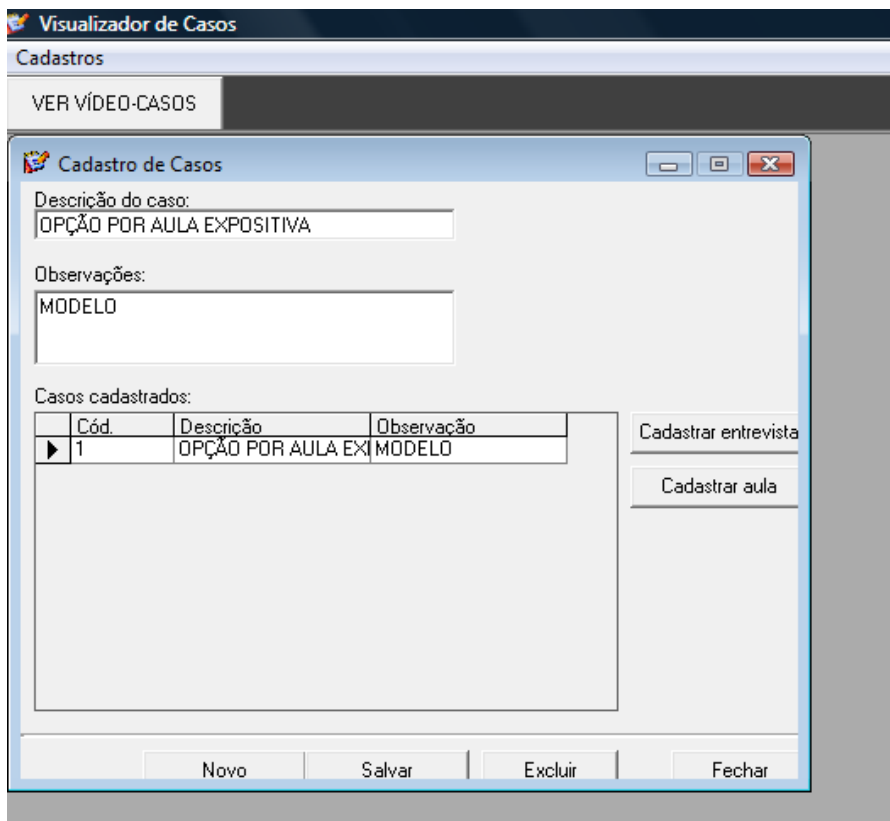 Visualizador de Casos
Cadastros
VER VÍDEO-CASOS
Cadastro de Casos
Descrição do caso:
OPÇÃO POR AULA EXPOSITIVA
Observações:
MODELO
Casos cadastrados:
Cód. Descrição Observação
1 OPÇÃO POR AULA EXI MODELO
Cadastrar entrevista
Cadastrar aula
Novo Salvar Excluir Fechar